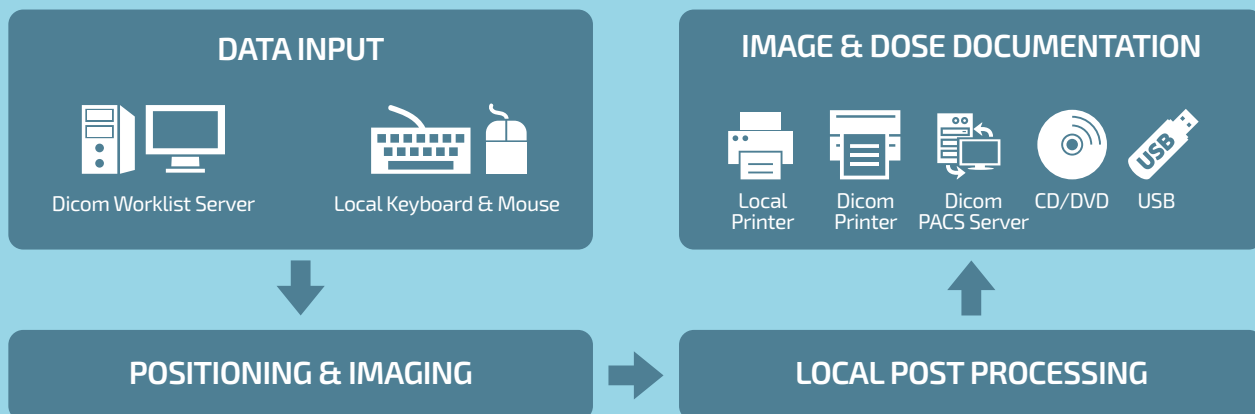 DATA INPUT
Dicom Worklist Server
Local Keyboard & Mouse
IMAGE & DOSE DOCUMENTATION
USB
Local
Printer
Dicom
Printer
Dicom
PACS Server
CD/DVD
USB
POSITIONING & IMAGING
LOCAL POST PROCESSING